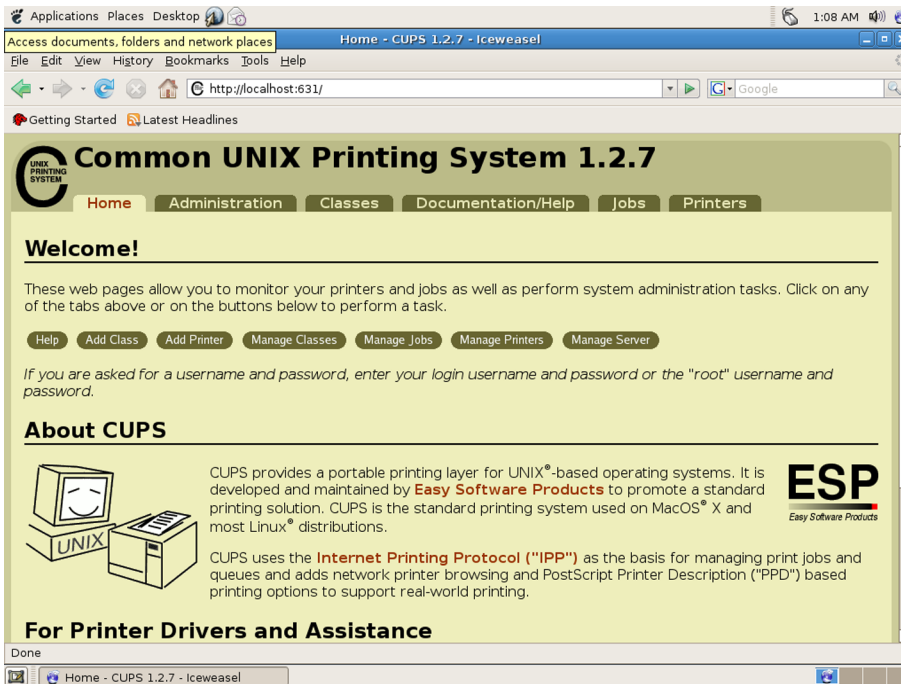 Applications Places Desktop 1:08 AM
Access documents, folders and network places
Home - CUPS 1.2.7 - Iceweasel
File Edit View History Bookmarks Tools Help
http://localhost:631/ G Google
Getting Started Latest Headlines
UNIX
PRINTING
SYSTEM
Common UNIX Printing System 1.2.7
Home Administration Classes Documentation/Help Jobs Printers
Welcome!
These web pages allow you to monitor your printers and jobs as well as perform system administration tasks. Click on any
of the tabs above or on the buttons below to perform a task.
Help Add Class Add Printer Manage Classes Manage Jobs Manage Printers Manage Server
If you are asked for a username and password, enter your login username and password or the "root" username and
password.
About CUPS
UNIX
CUPS provides a portable printing layer for UNIX®-based operating systems. It is
developed and maintained by Easy Software Products to promote a standard
printing solution. CUPS is the standard printing system used on MacOS® X and
most Linux® distributions.
ESP
Easy Software Products
CUPS uses the Internet Printing Protocol ("IPP") as the basis for managing print jobs and
queues and adds network printer browsing and PostScript Printer Description ("PPD") based
printing options to support real-world printing.
For Printer Drivers and Assistance
Done
Home - CUPS 1.2.7 - Iceweasel